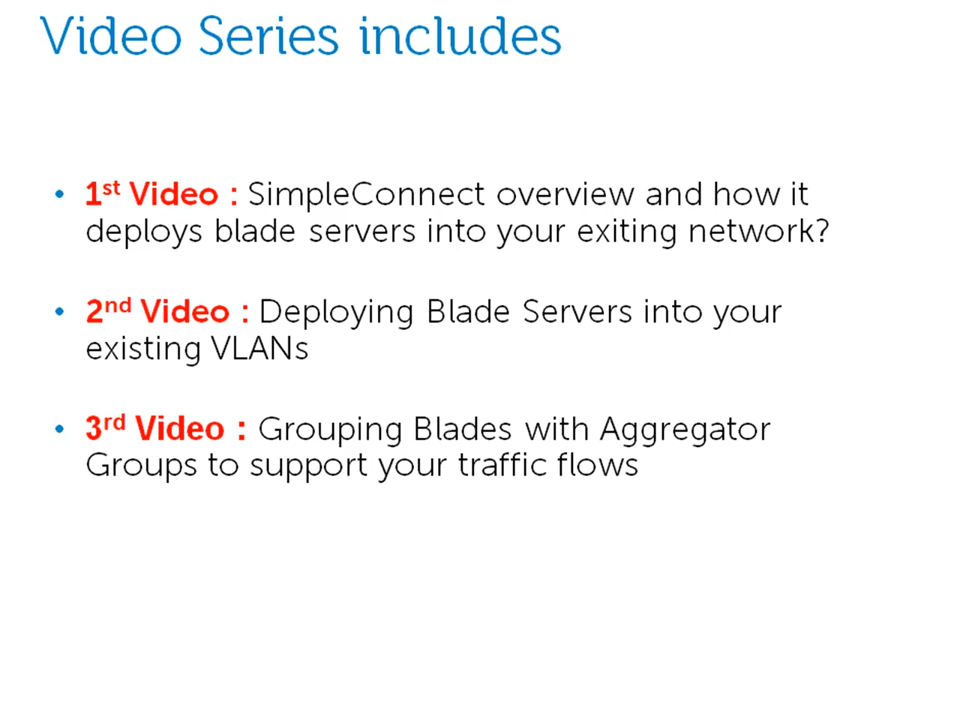 Video Series includes
• 1st Video : SimpleConnect overview and how it
deploys blade servers into your exiting network?
• 2nd Video : Deploying Blade Servers into your
existing VLANs
• 3rd Video : Grouping Blades with Aggregator
Groups to support your traffic flows